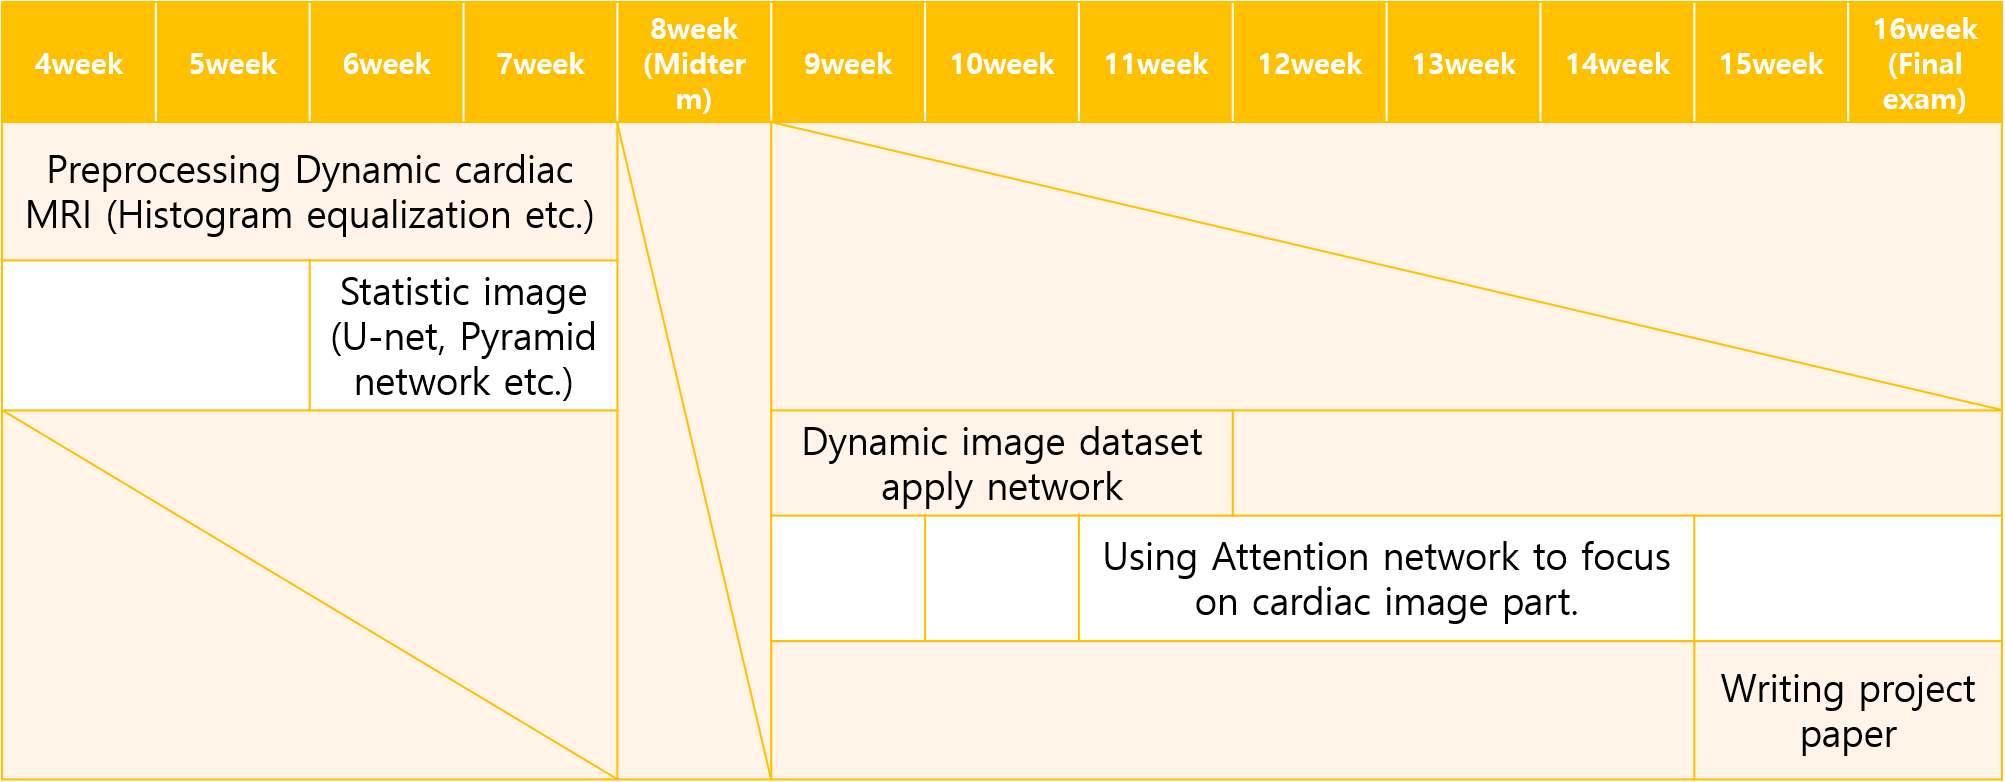 4week
5week
6week
7week
8week
(Midter
m)
9week
10week
11week
12week
13week
14week
15week
16week
(Final
exam)
Preprocessing Dynamic cardiac
MRI (Histogram equalization etc.)
Statistic image
(U-net, Pyramid
network etc.)
Dynamic image dataset
apply network
Using Attention network to focus
on cardiac image part.
Writing project
paper